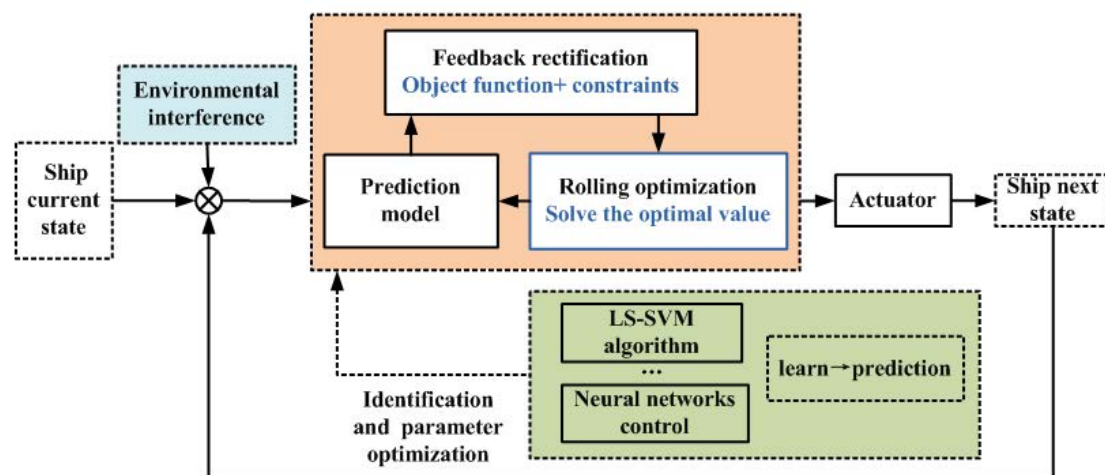 Feedback rectification
Object function+ constraints
Environmental
interference
Ship
current
state
Prediction
model
Rolling optimization
Solve the optimal value
Actuator
Ship next
state
LS-SVM
algorithm
...
Neural networks
control
learn→prediction
Identification
and parameter
optimization